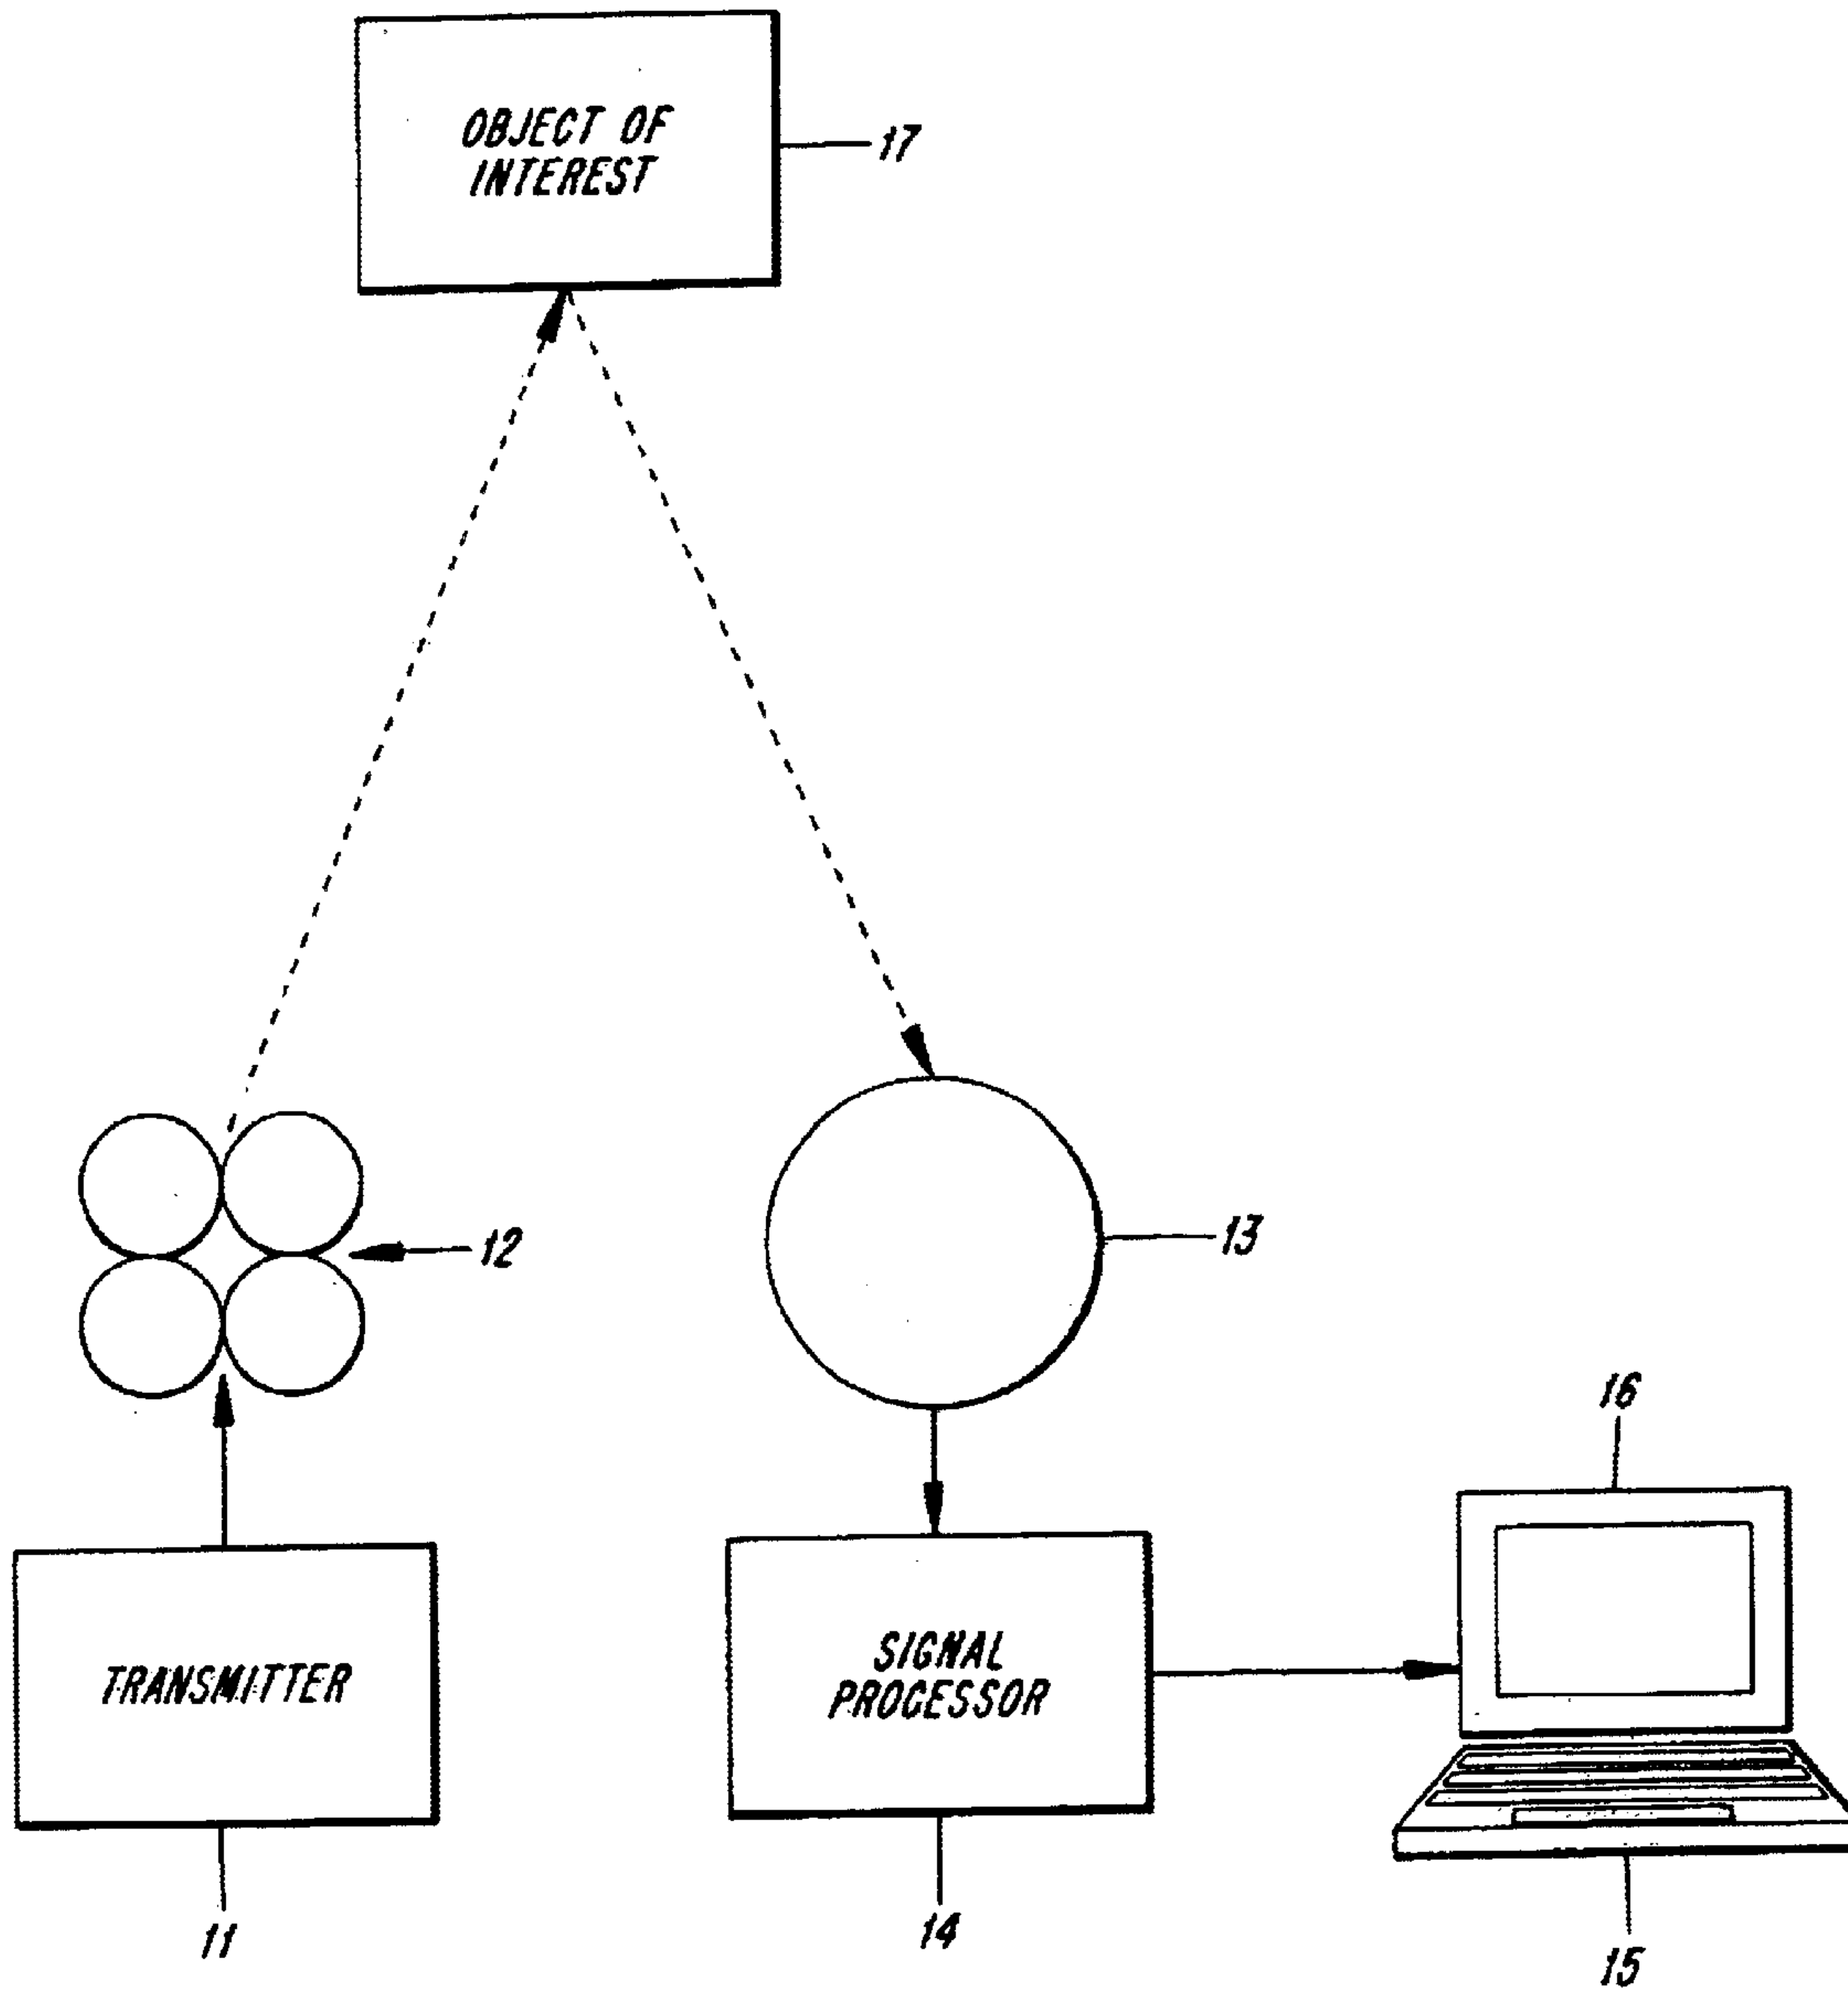 OBJECT OF
INTEREST
17
12
13
16
TRANSMITTER
SIGNAL
PROCESSOR
11
14
15